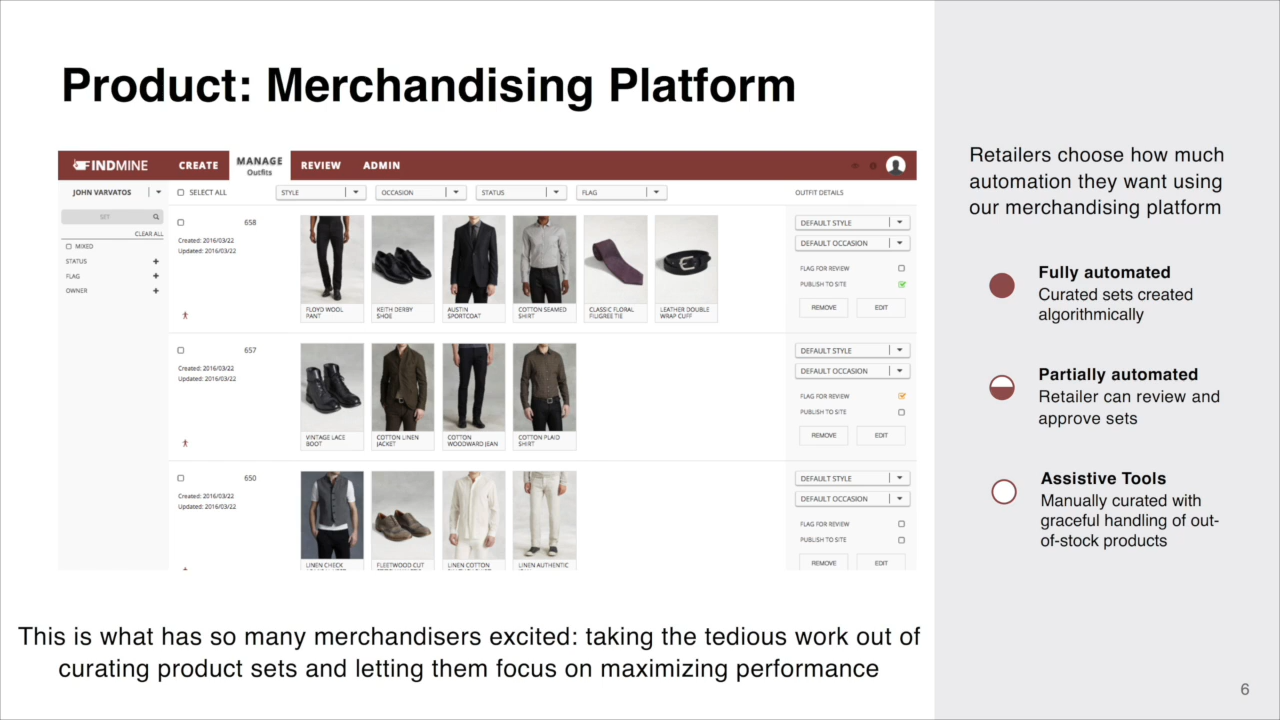 Product: Merchandising Platform
FINDMINE
CREATE
MANAGE
Outfits
REVIEW
ADMIN
JOHN VARVATOS
SELECT ALL
STYLE
OCCASION
STATUS
FLAG
OUTFIT DETAILS
SET
CLEAR ALL
MIXED
STATUS
FLAG
OWNER
658
Created: 2016/03/22
Updated: 2016/03/22
FLOYD WOOL
PANT
KEITH DERBY
SHOE
AUSTIN
SPORTCOAT
COTTON SEAMED
SHIRT
CLASSIC FLORAL
FILIGREE TIE
LEATHER DOUBLE
WRAP CUFF
DEFAULT STYLE
DEFAULT OCCASION
FLAG FOR REVIEW
PUBLISH TO SITE
REMOVE
EDIT
657
Created: 2016/03/22
Updated: 2016/03/22
VINTAGE LACE
BOOT
COTTON LINEN
JACKET
COTTON
WOODWARD JEAN
COTTON PLAID
SHIRT
DEFAULT STYLE
DEFAULT OCCASION
FLAG FOR REVIEW
PUBLISH TO SITE
REMOVE
EDIT
650
Created: 2016/03/22
Updated: 2016/03/22
LINEN CHECK
FLEETWOOD CUT
LINEN COTTON
LINEN AUTHENTIC
DEFAULT STYLE
DEFAULT OCCASION
FLAG FOR REVIEW
PUBLISH TO SITE
REMOVE
EDIT
This is what has so many merchandisers excited: taking the tedious work out of
curating product sets and letting them focus on maximizing performance
Retailers choose how much
automation they want using
our merchandising platform
Fully automated
Curated sets created
algorithmically
Partially automated
Retailer can review and
approve sets
Assistive Tools
Manually curated with
graceful handling of out-
of-stock products
6